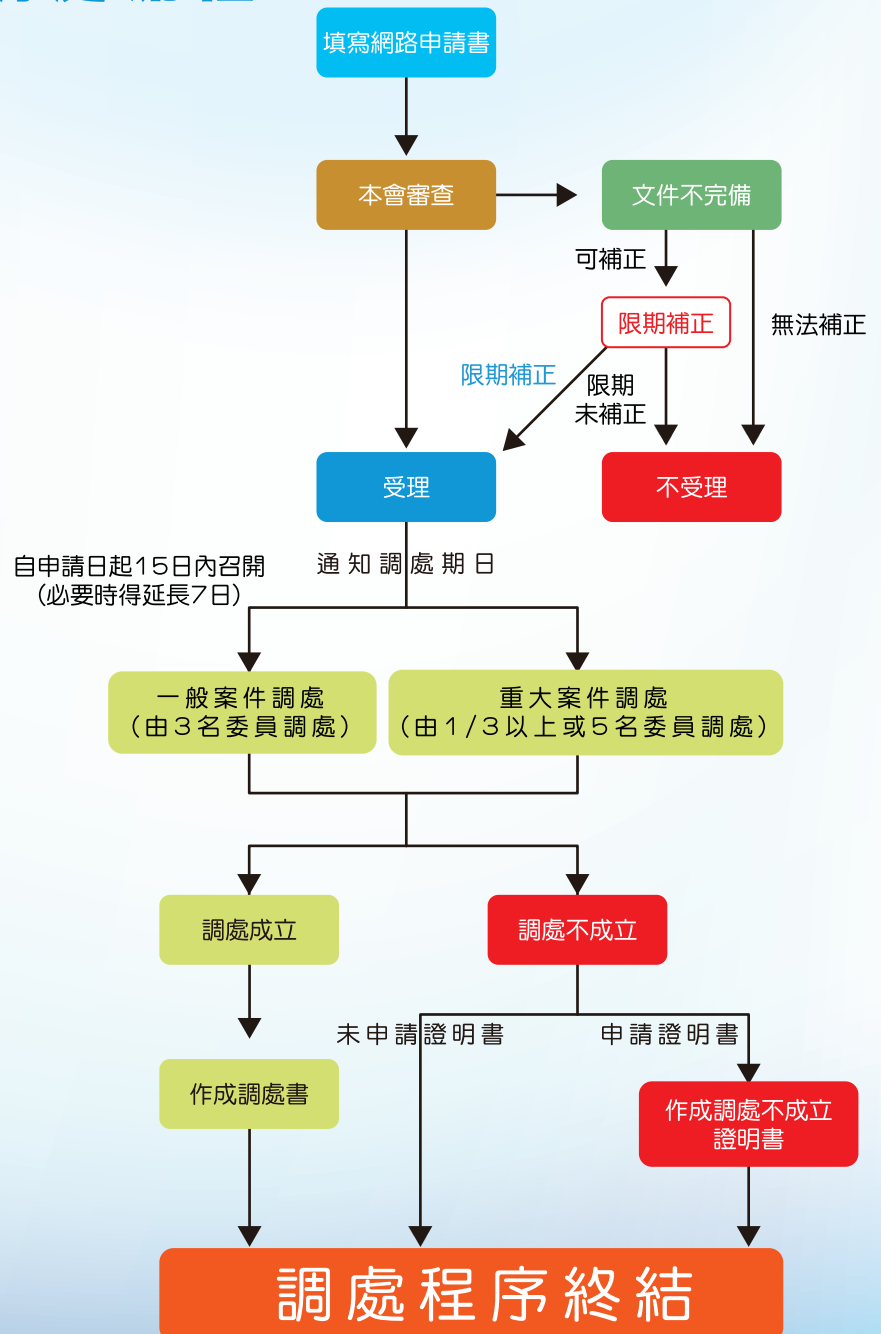 填寫網路申請書
本會審查
文件不完備
可補正
限期補正
無法補正
限期補正
限期
未補正
受理
不受理
自申請日起15日內召開
(必要時得延長7日)
通知調處期日
一般案件調處
(由3名委員調處)
重大案件調處
(由1/3以上或5名委員調處)
調處成立
調處不成立
未申請證明書
申請證明書
作成調處書
作成調處不成立
證明書
調處程序終結